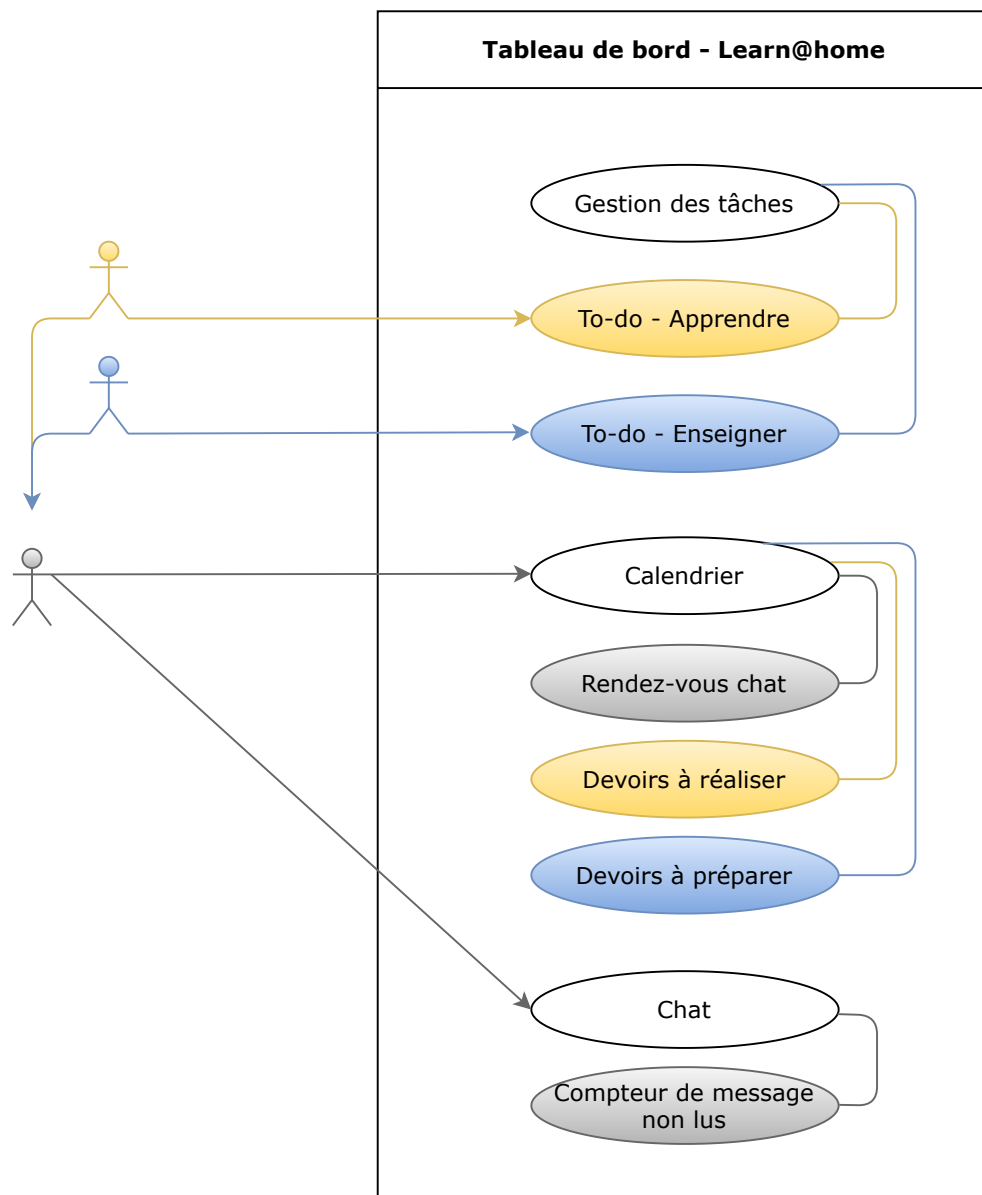 Tableau de bord - Learn@home
Gestion des tâches
To-do - Apprendre
To-do - Enseigner
Calendrier
Rendez-vous chat
Devoirs à réaliser
Devoirs à préparer
Chat
Compteur de message
non lus